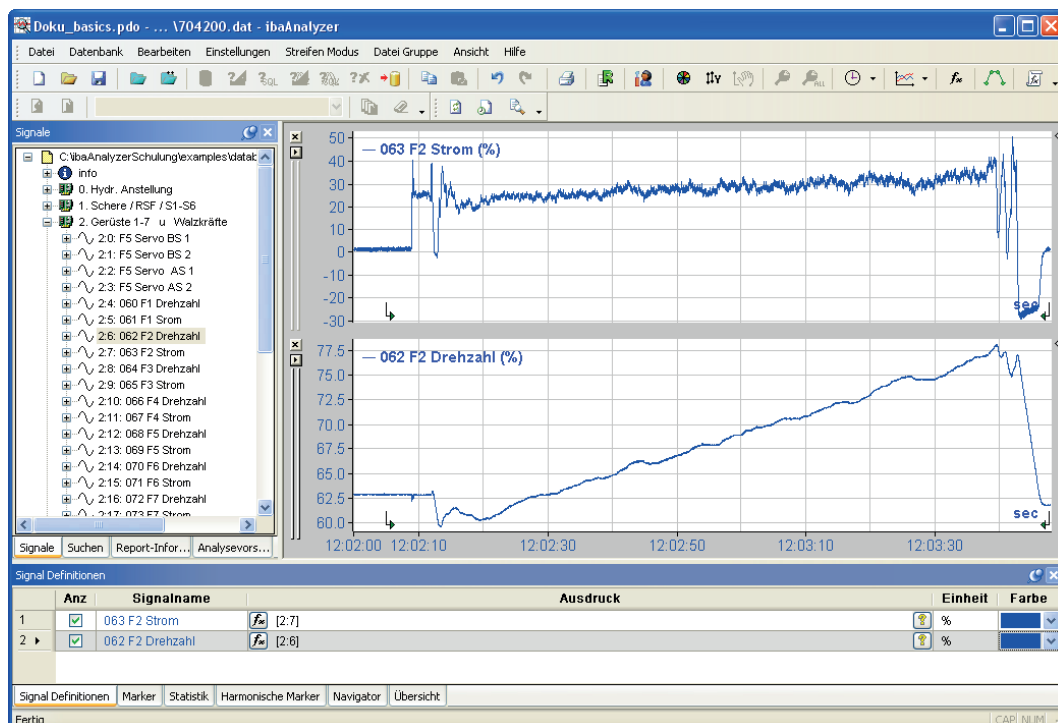 Doku_basics.pdo - ... \704200.dat - ibaAnalyzer
Datei Datenbank Bearbeiten Einstellungen Streifen Modus Datei Gruppe Ansicht Hilfe
Signale
C:\ibaAnalyzerSchulung\examples\datab
info
0. Hydr. Anstellung
1. Schere / RSF / S1-S6
2. Gerüste 1-7 u Walzkräfte
2:0: F5 Servo BS 1
2:1: F5 Servo BS 2
2:2: F5 Servo AS 1
2:3: F5 Servo AS 2
2:4: 060 F1 Drehzahl
2:5: 061 F1 Srom
2:6: 062 F2 Drehzahl
2:7: 063 F2 Strom
2:8: 064 F3 Drehzahl
2:9: 065 F3 Strom
2:10: 066 F4 Drehzahl
2:11: 067 F4 Strom
2:12: 068 F5 Drehzahl
2:13: 069 F5 Strom
2:14: 070 F6 Drehzahl
2:15: 071 F6 Strom
2:16: 072 F7 Drehzahl
2:17: 073 F7 Strom
Signale Suchen Report-Infor... Analysevors...
063 F2 Strom (%)
50
40
30
20
10
0
-10
-20
-30
sec
062 F2 Drehzahl (%)
77.5
75.0
72.5
70.0
67.5
65.0
62.5
60.0
sec
12:02:00 12:02:10 12:02:30 12:02:50 12:03:10 12:03:30
Signal Definitionen
Anz Signalname Ausdruck Einheit Farbe
1 063 F2 Strom fx [2:7] ? %
2 062 F2 Drehzahl fx [2:6] ? %
Signal Definitionen Marker Statistik Harmonische Marker Navigator Übersicht
Fertig CAP NUM